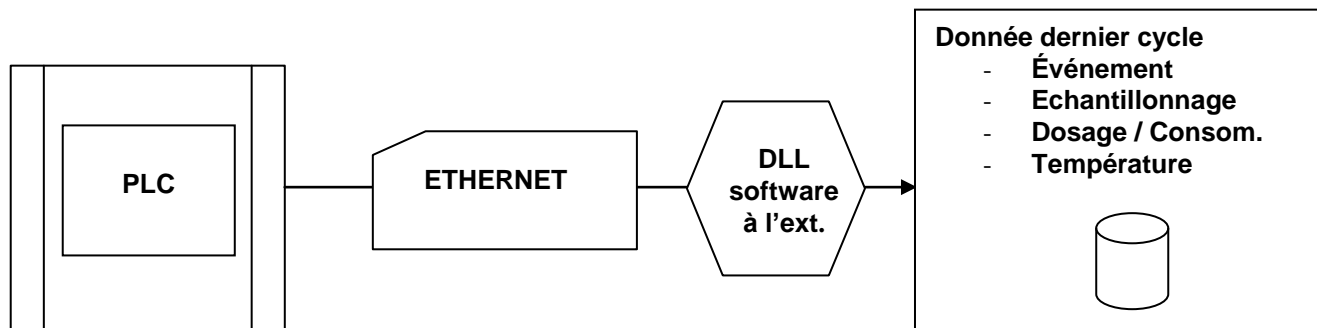 PLC
ETHERNET
DLL
software
à l’ext.
Donnée dernier cycle
- Événement
- Echantillonnage
- Dosage / Consom.
- Température